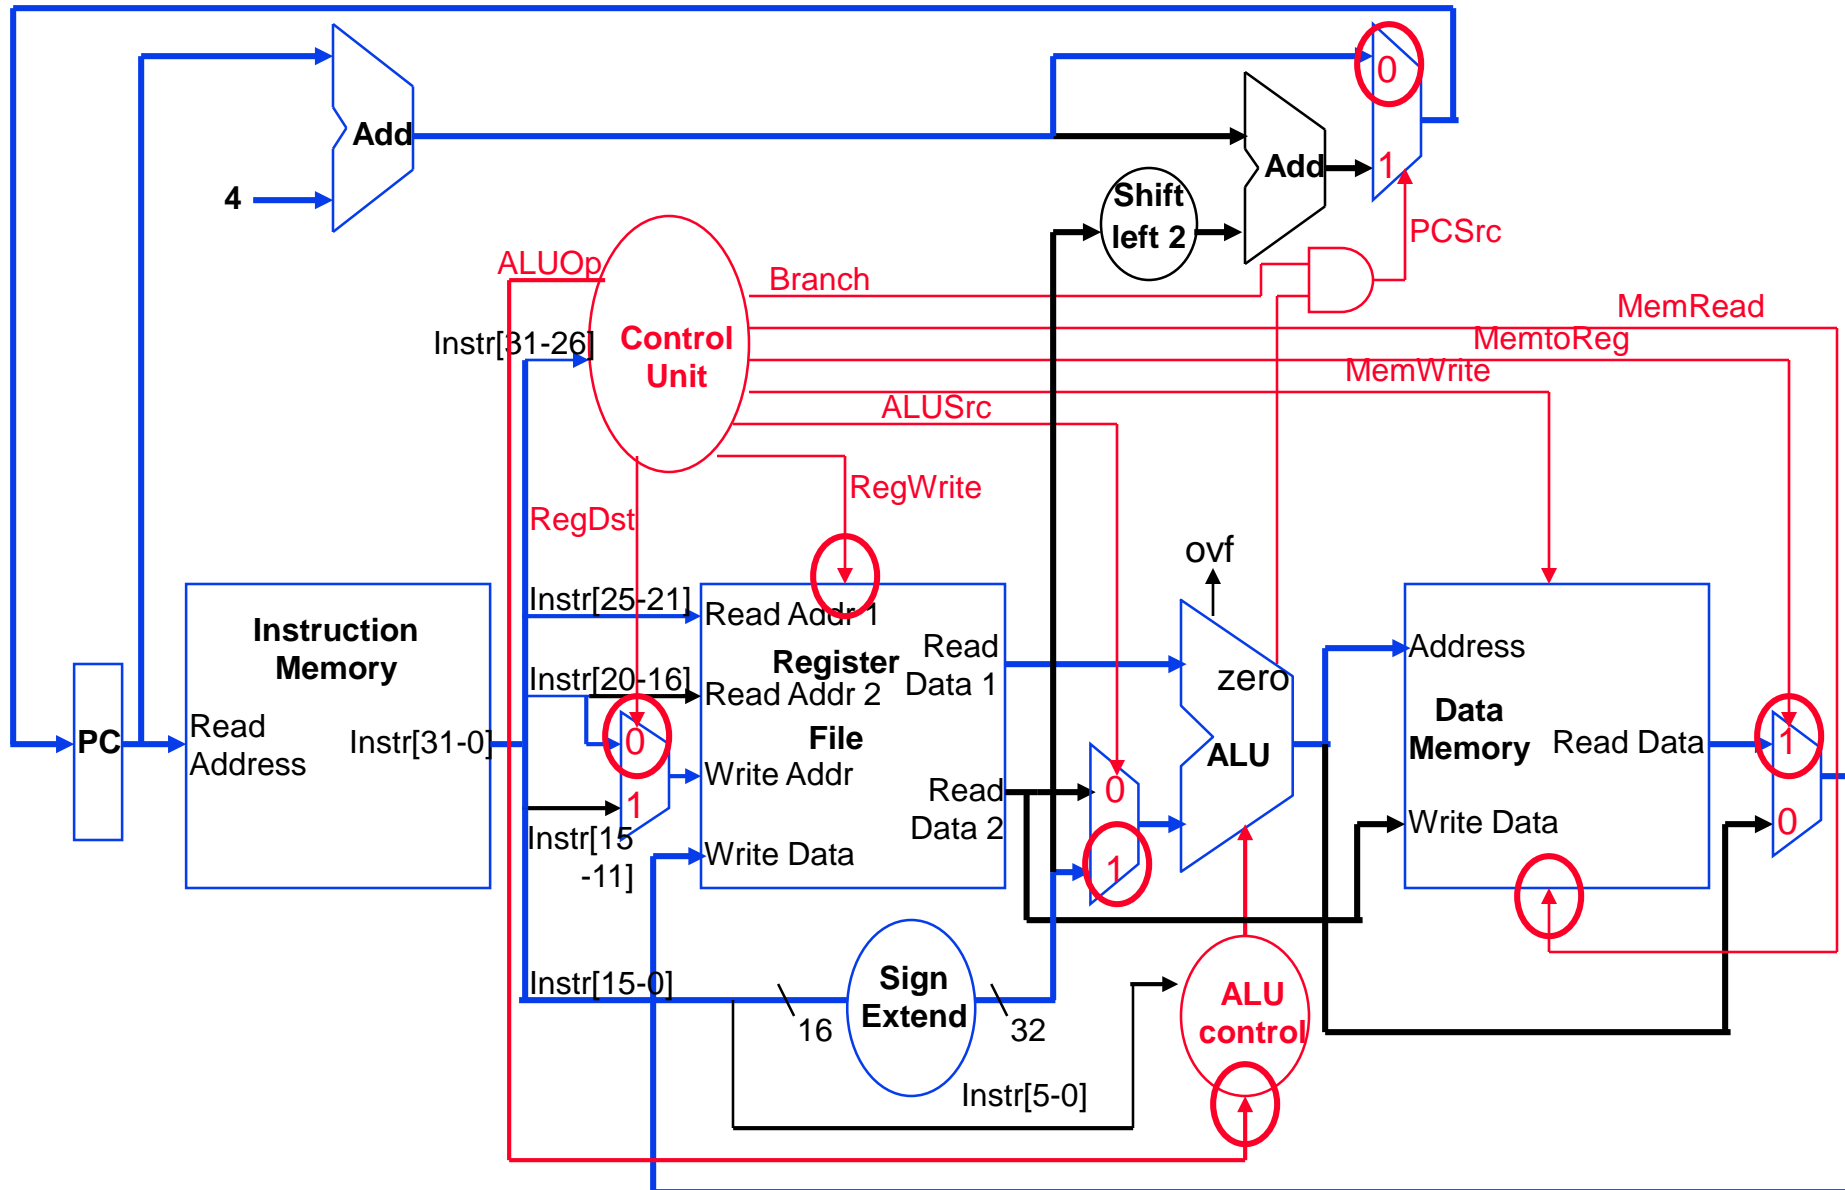 0
Add
Add
1
4
Shift
left 2
PCSrc
ALUOp
Branch
MemRead
Instr[31-26]
Control
Unit
MemtoReg
MemWrite
ALUSrc
RegWrite
RegDst
ovf
Instr[25-21]
Read Addr 1
Instruction
Memory
Register
Read
Data 1
Address
Instr[20-16]
Read Addr 2
zero
Data
Memory
PC
Read
Address
Instr[31-0]
0
File
Read Data
1
ALU
Write Addr
1
Read
Data 2
0
Write Data
0
Instr[15
-11]
Write Data
1
Instr[15-0]
Sign
Extend
16
32
ALU
control
Instr[5-0]